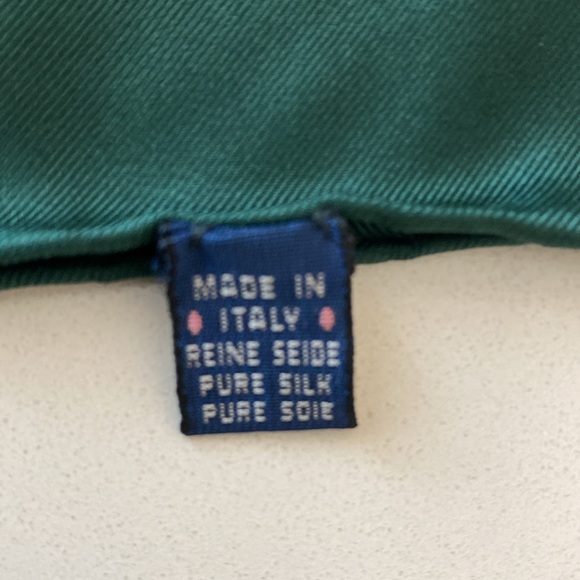 MADE IN
ITALY
REINE SEIDE
PURE SILK
PURE SOIE